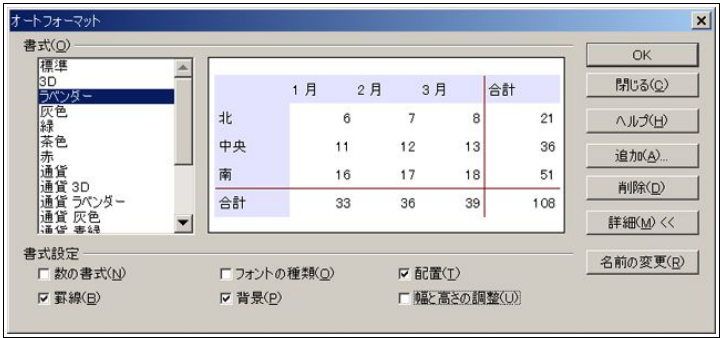 オートフォーマット
書式(O)
標準
3D
ラベンダー
灰色
緑
茶色
赤
通貨
通貨 3D
通貨 ラベンダー
通貨 灰色
通貨 青緑
1月 2月 3月 合計
北 6 7 8 21
中央 11 12 13 36
南 16 17 18 51
合計 33 36 39 108
OK
閉じる(C)
ヘルプ(H)
追加(A)...
削除(D)
詳細(M) <<
名前の変更(R)
書式設定
数の書式(N) フォントの種類(O) 配置(T)
罫線(B) 背景(P) 幅と高さの調整(U)